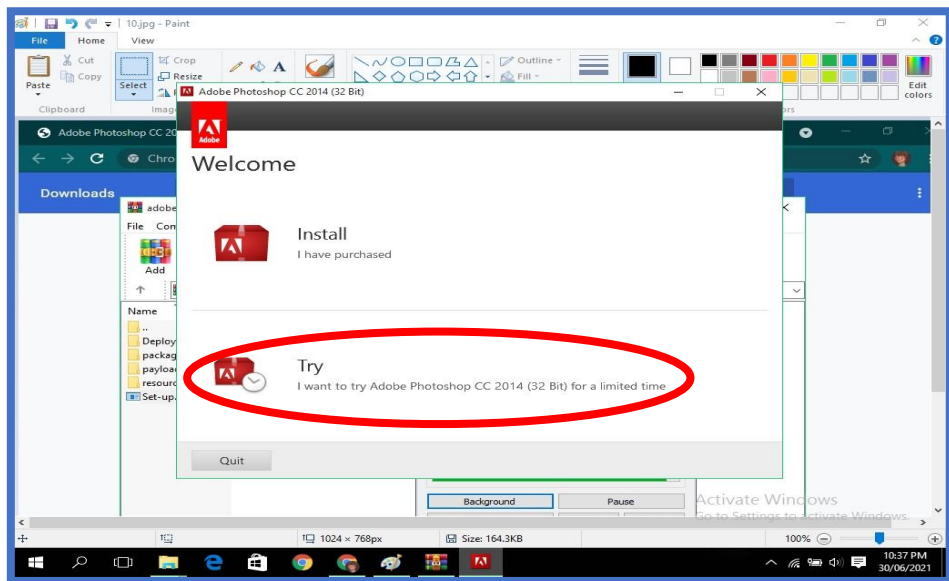 10.jpg - Paint
File Home View
Cut
Copy
Paste
Clipboard
Select
Crop
Resize
A
Outline
Fill
Edit
colors
Adobe Photoshop CC 2014 (32 Bit)
Adobe Photoshop CC 20
Adobe
Chro
Welcome
Downloads
adobe
File Com
Add
Install
I have purchased
Name
..
Deploy
packag
payloa
resourc
Set-up.
Try
I want to try Adobe Photoshop CC 2014 (32 Bit) for a limited time
Quit
Background Pause
Activate Windows
Go to Settings to activate Windows.
1024 × 768px Size: 164.3KB 100%
10:37 PM
30/06/2021